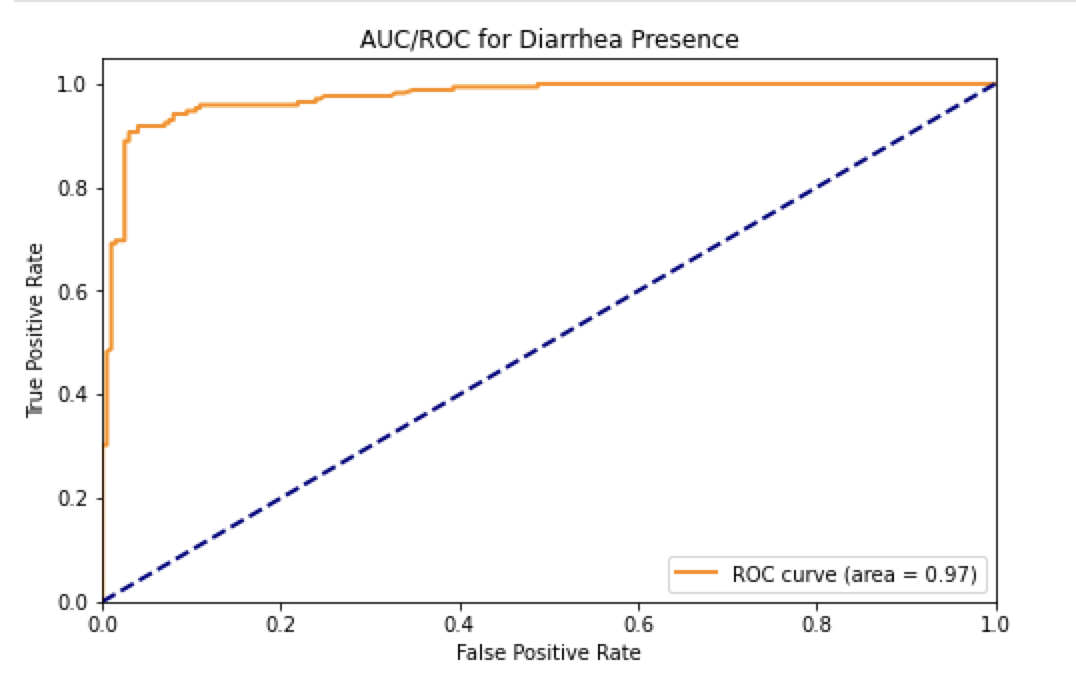 AUC/ROC for Diarrhea Presence
1.0
0.8
0.6
0.4
0.2
0.0
True Positive Rate
0.0 0.2 0.4 0.6 0.8 1.0
False Positive Rate
ROC curve (area = 0.97)